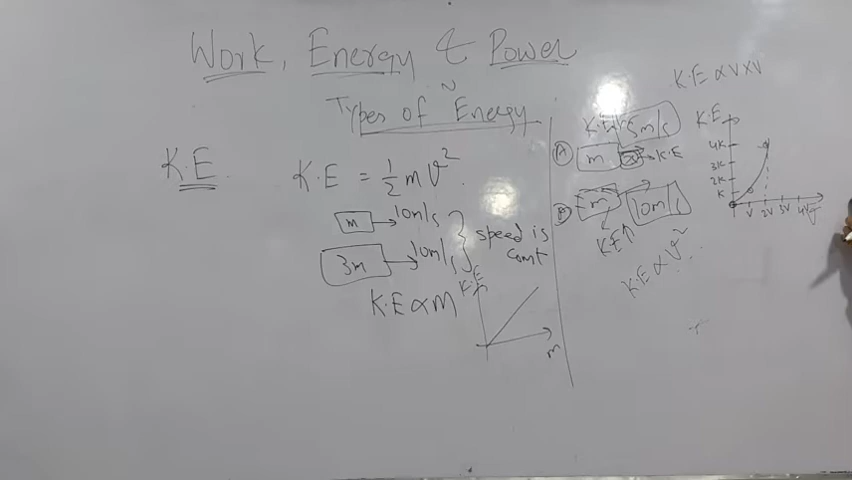 Work, Energy & Power
Types of Energy
K.E.
K.E = 1/2 m v²
m → 10m/s
3m → 10m/s
speed is
const
K.E ∝ m
K.E
m
5m/s
A m → K.E
B m 10m/s
K.E↑
K.E ∝ v²
K.E ∝ V×V
K.E
4K
3K
2K
K
V 2V 3V 4V